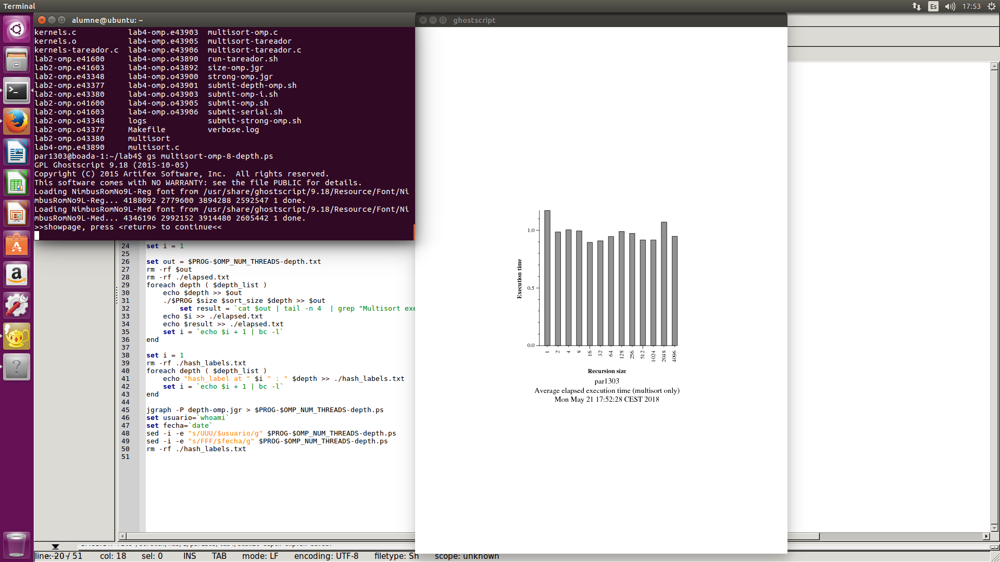 Terminal
Es
17:53
alumne@ubuntu: ~
kernels.c lab4-omp.e43903 multisort-omp.c
kernels.o lab4-omp.e43905 multisort-tareador
kernels-tareador.c lab4-omp.e43906 multisort-tareador.c
lab2-omp.e41600 lab4-omp.o43890 run-tareador.sh
lab2-omp.e41603 lab4-omp.o43892 size-omp.jgr
lab2-omp.e43348 lab4-omp.o43900 strong-omp.jgr
lab2-omp.e43377 lab4-omp.o43901 submit-depth-omp.sh
lab2-omp.e43380 lab4-omp.o43903 submit-omp-i.sh
lab2-omp.o41600 lab4-omp.o43905 submit-omp.sh
lab2-omp.o41603 lab4-omp.o43906 submit-serial.sh
lab2-omp.o43348 logs submit-strong-omp.sh
lab2-omp.o43377 Makefile verbose.log
lab2-omp.o43380 multisort
lab4-omp.e43890 multisort.c
par1303@boada-1:~/lab4$ gs multisort-omp-8-depth.ps
GPL Ghostscript 9.18 (2015-10-05)
Copyright (C) 2015 Artifex Software, Inc.  All rights reserved.
This software comes with NO WARRANTY: see the file PUBLIC for details.
Loading NimbusRomNo9L-Reg font from /usr/share/ghostscript/9.18/Resource/Font/Ni
mbusRomNo9L-Reg... 4188092 2779600 3894288 2592547 1 done.
Loading NimbusRomNo9L-Med font from /usr/share/ghostscript/9.18/Resource/Font/Ni
mbusRomNo9L-Med... 4346196 2992152 3914480 2605442 1 done.
>>showpage, press <return> to continue<<
24 set i = 1
25
26 set out = $PROG-$OMP_NUM_THREADS-depth.txt
27 rm -rf $out
28 rm -rf ./elapsed.txt
29 foreach depth ( $depth_list )
30 echo $depth >> $out
31 ./$PROG $size $sort_size $depth >> $out
32 set result = `cat $out | tail -n 4  | grep "Multisort exe
33 echo $i >> ./elapsed.txt
34 echo $result >> ./elapsed.txt
35 set i = `echo $i + 1 | bc -l`
36 end
37
38 set i = 1
39 rm -rf ./hash_labels.txt
40 foreach depth ( $depth_list )
41 echo "hash_label at " $i " : " $depth >> ./hash_labels.txt
42 set i = `echo $i + 1 | bc -l`
43 end
44
45 jgraph -P depth-omp.jgr > $PROG-$OMP_NUM_THREADS-depth.ps
46 set usuario=`whoami`
47 set fecha=`date`
48 sed -i -e "s/UUU/$usuario/g" $PROG-$OMP_NUM_THREADS-depth.ps
49 sed -i -e "s/FFF/$fecha/g" $PROG-$OMP_NUM_THREADS-depth.ps
50 rm -rf ./hash_labels.txt
51
line: 20 / 51 col: 18 sel: 0 INS TAB mode: LF encoding: UTF-8 filetype: Sh scope: unknown
ghostscript
1.0
0.5
0.0
Execution time
1 2 4 8 16 32 64 128 256 512 1024 2048 4096
Recursion size
par1303
Average elapsed execution time (multisort only)
Mon May 21 17:52:28 CEST 2018